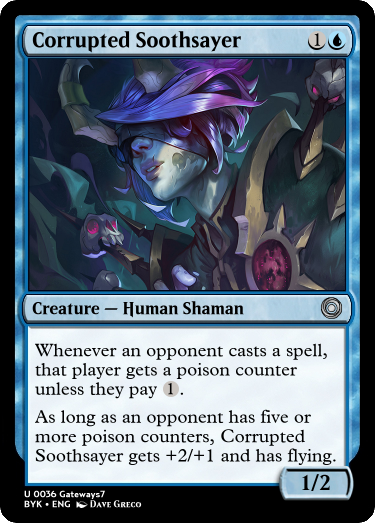 Corrupted Soothsayer 1
Creature — Human Shaman
Whenever an opponent casts a spell,
that player gets a poison counter
unless they pay 1.
As long as an opponent has five or
more poison counters, Corrupted
Soothsayer gets +2/+1 and has flying.
1/2
U 0036 Gateways7
BYK • ENG Dave Greco